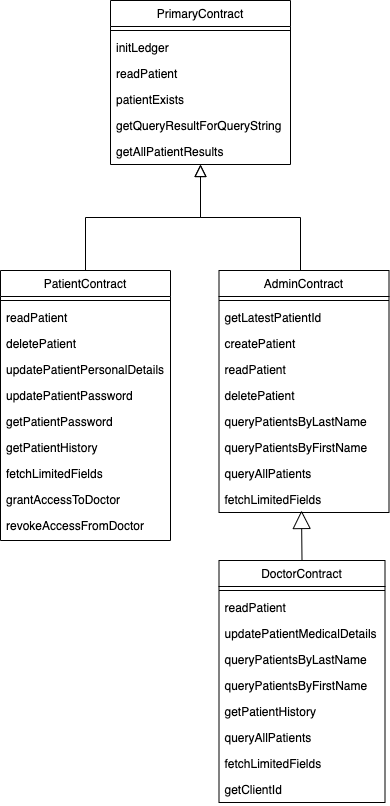 PrimaryContract
initLedger
readPatient
patientExists
getQueryResultForQueryString
getAllPatientResults
PatientContract
readPatient
deletePatient
updatePatientPersonalDetails
updatePatientPassword
getPatientPassword
getPatientHistory
fetchLimitedFields
grantAccessToDoctor
revokeAccessFromDoctor
AdminContract
getLatestPatientId
createPatient
readPatient
deletePatient
queryPatientsByLastName
queryPatientsByFirstName
queryAllPatients
fetchLimitedFields
DoctorContract
readPatient
updatePatientMedicalDetails
queryPatientsByLastName
queryPatientsByFirstName
getPatientHistory
queryAllPatients
fetchLimitedFields
getClientId